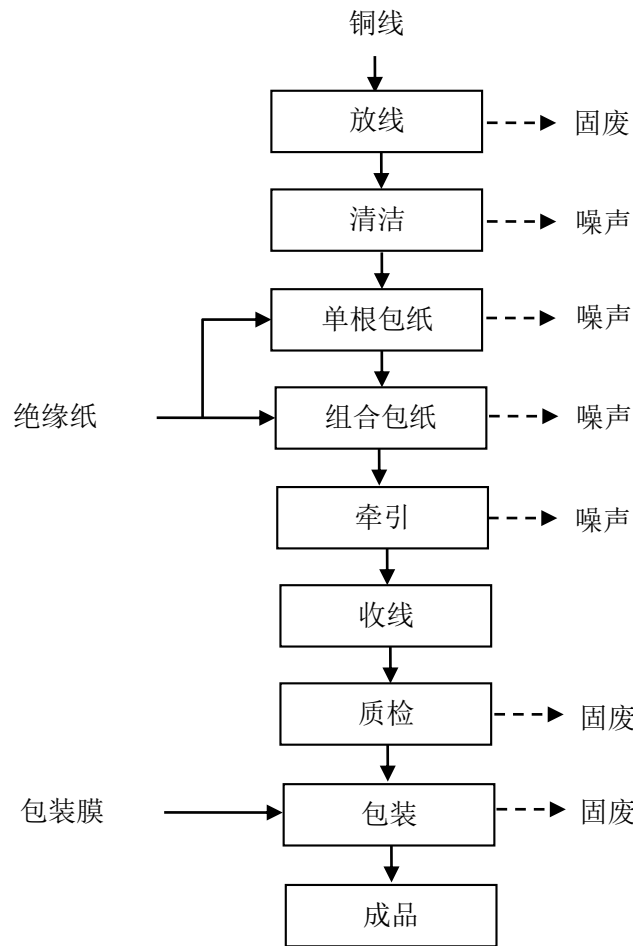 铜线
放线
固废
清洁
噪声
单根包纸
噪声
绝缘纸
组合包纸
噪声
牵引
噪声
收线
质检
固废
包装膜
包装
固废
成品